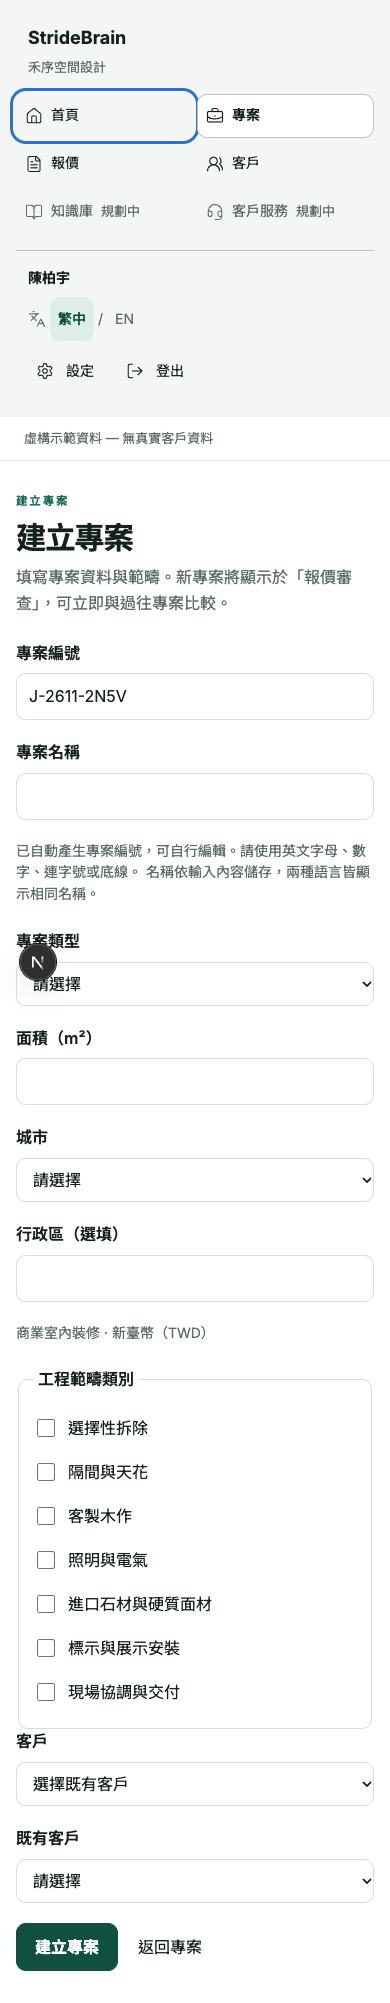 StrideBrain
禾序空間設計
首頁
專案
報價
客戶
知識庫 規劃中
客戶服務 規劃中
陳柏宇
繁中 / EN
設定
登出
虛構示範資料 — 無真實客戶資料
建立專案
建立專案
填寫專案資料與範疇。新專案將顯示於「報價審
查」，可立即與過往專案比較。
專案編號
J-2611-2N5V
專案名稱
已自動產生專案編號，可自行編輯。請使用英文字母、數
字、連字號或底線。 名稱依輸入內容儲存，兩種語言皆顯
示相同名稱。
專案類型
N
請選擇
面積（m²）
城市
請選擇
行政區（選填）
商業室內裝修 · 新臺幣（TWD）
工程範疇類別
選擇性拆除
隔間與天花
客製木作
照明與電氣
進口石材與硬質面材
標示與展示安裝
現場協調與交付
客戶
選擇既有客戶
既有客戶
請選擇
建立專案
返回專案